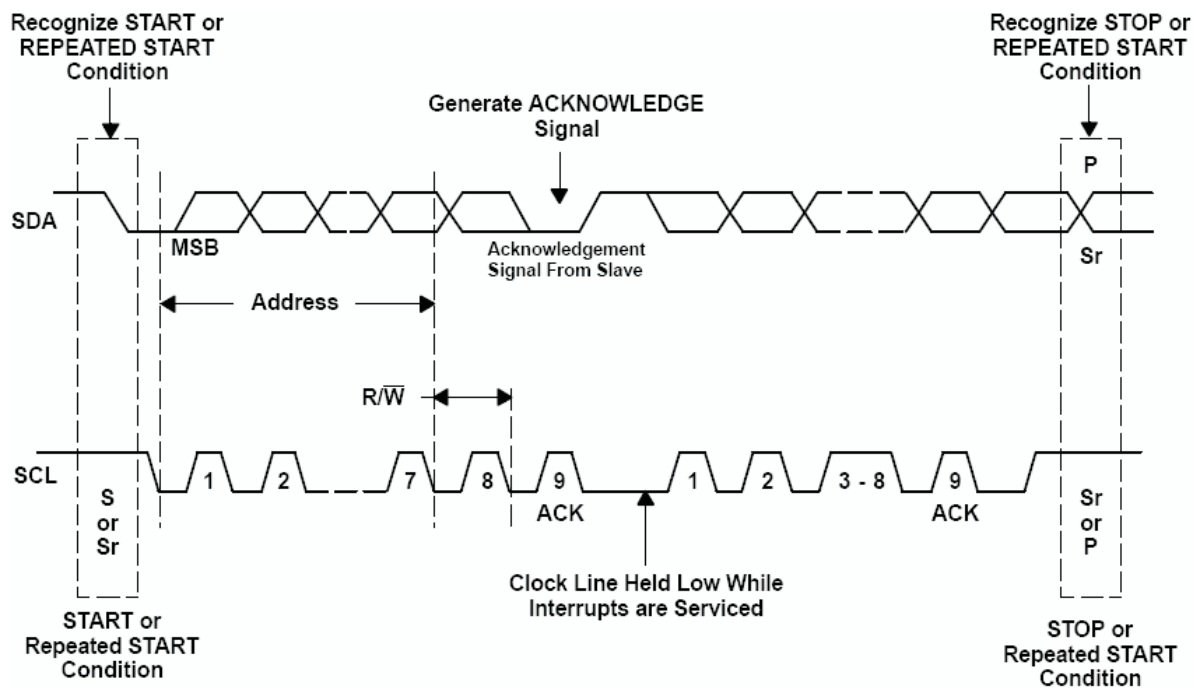 Recognize START or
REPEATED START
Condition
Recognize STOP or
REPEATED START
Condition
Generate ACKNOWLEDGE
Signal
P
SDA
MSB
Acknowledgement
Signal From Slave
Sr
Address
R/W̅
SCL
1
2
7
8
9
1
2
3 - 8
9
ACK
ACK
S
or
Sr
Sr
or
P
Clock Line Held Low While
Interrupts are Serviced
START or
Repeated START
Condition
STOP or
Repeated START
Condition